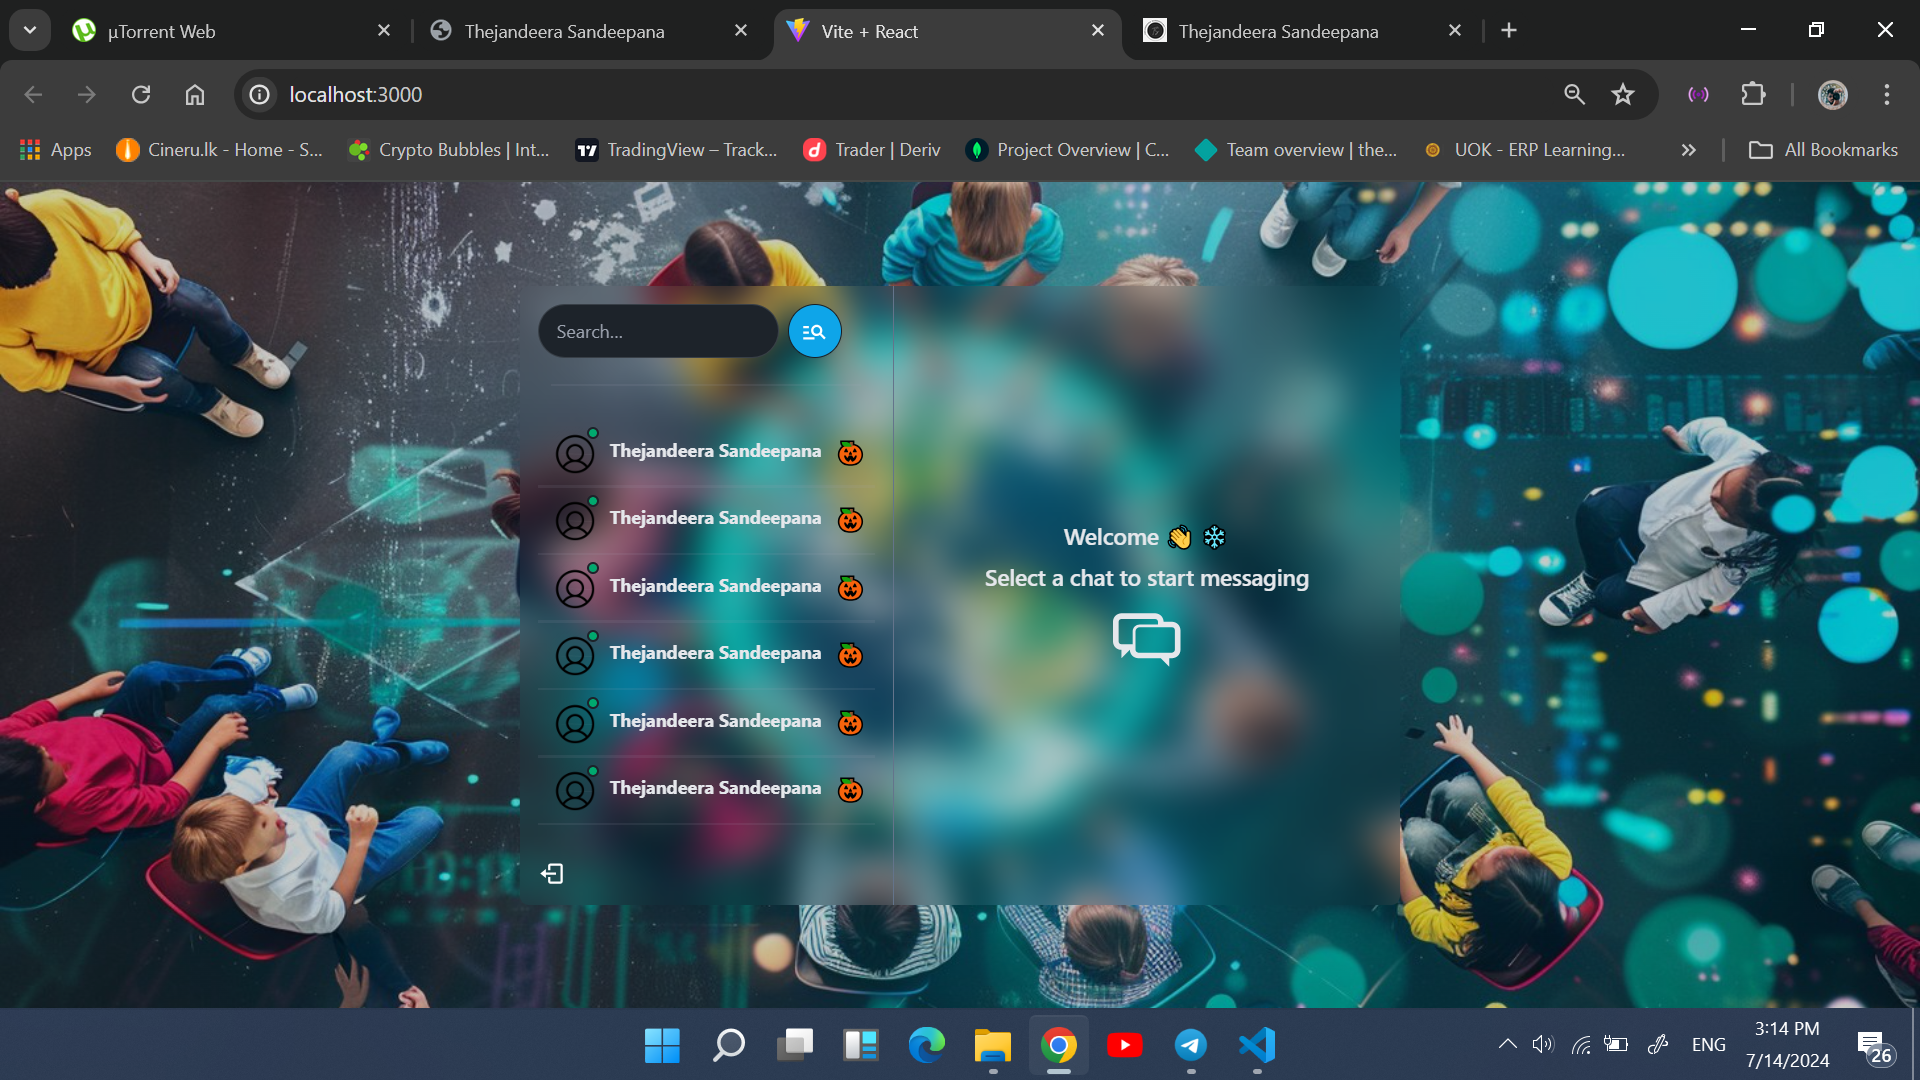 µTorrent Web
Thejandeera Sandeepana
Vite + React
Thejandeera Sandeepana
localhost:3000
Apps
Cineru.lk - Home - S...
Crypto Bubbles | Int...
TradingView – Track...
Trader | Deriv
Project Overview | C...
Team overview | the...
UOK - ERP Learning...
All Bookmarks
Search...
Thejandeera Sandeepana 🎃
Thejandeera Sandeepana 🎃
Thejandeera Sandeepana 🎃
Thejandeera Sandeepana 🎃
Thejandeera Sandeepana 🎃
Thejandeera Sandeepana 🎃
Welcome 👋 ❄️
Select a chat to start messaging
ENG
3:14 PM
7/14/2024
26